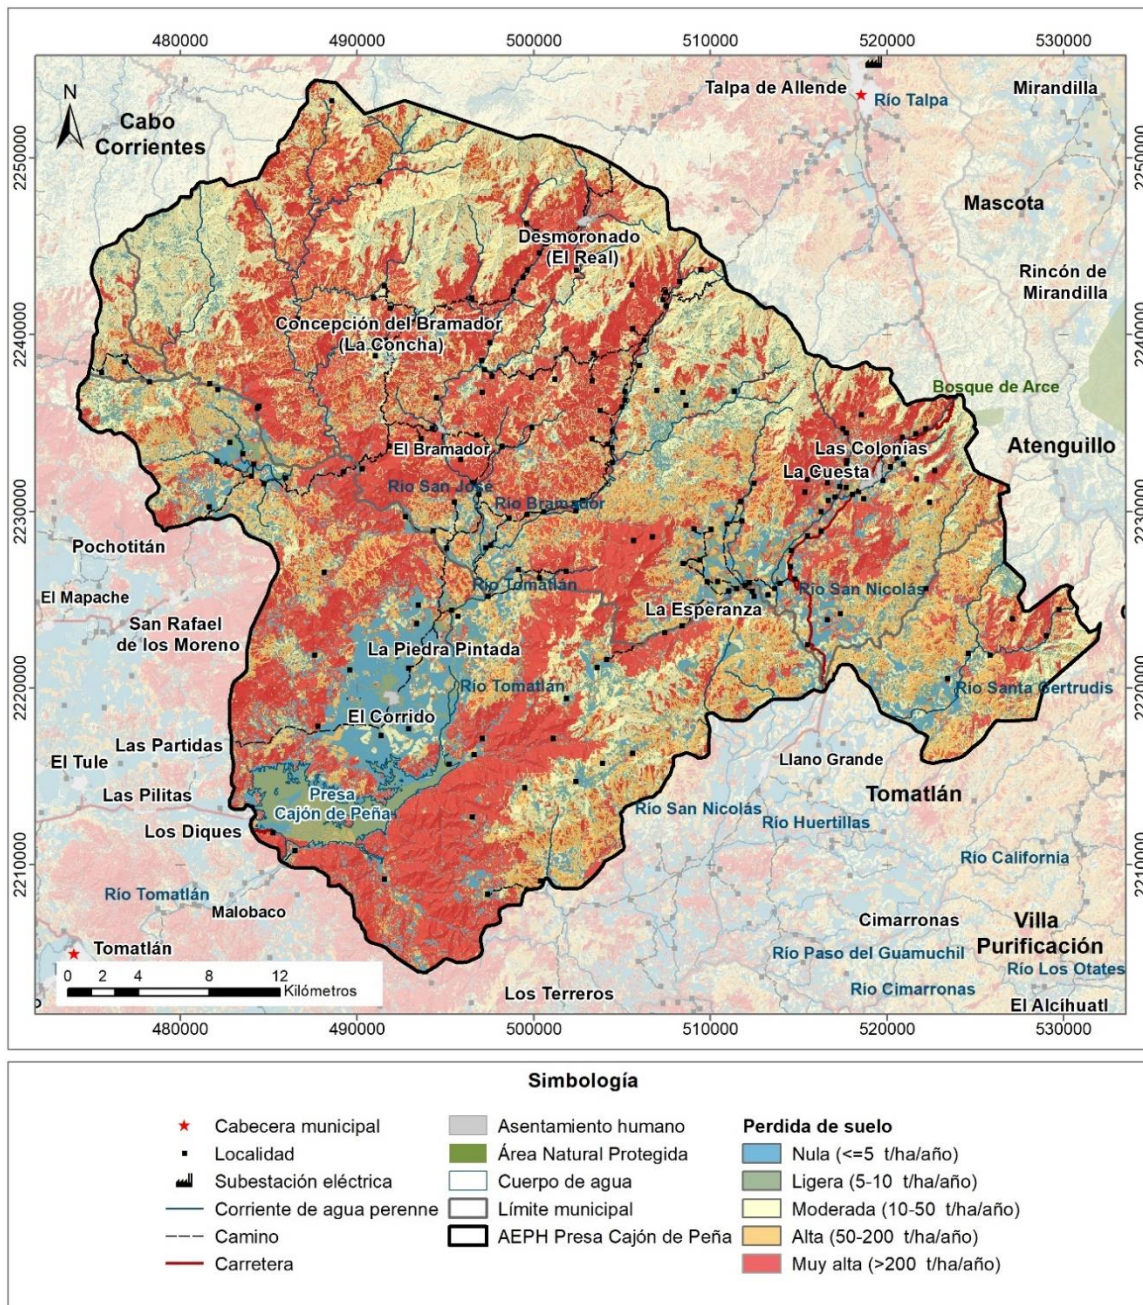 480000 490000 500000 510000 520000 530000
N
Cabo
Corrientes
Talpa de Allende
Río Talpa
Mirandilla
2250000
2250000
Mascota
Desmoronado
(El Real)
Rincón de
Mirandilla
2240000
2240000
Concepción del Bramador
(La Concha)
Bosque de Arce
Las Colonias
Atenguillo
El Bramador
La Cuesta
Río San José
Río Bramador
2230000
2230000
Pochotitán
Río Tomatlán
Río San Nicolás
El Mapache
La Esperanza
San Rafael
de los Moreno
La Piedra Pintada
2220000
2220000
Río Tomatlán
Río Santa Gertrudis
El Corrido
Las Partidas
El Tule
Llano Grande
Las Pilitas
Presa
Cajón de Peña
Tomatlán
Río San Nicolás
Los Diques
Río Huertillas
2210000
2210000
Río California
Río Tomatlán
Malobaco
Cimarronas
Villa
Purificación
Tomatlán
Río Paso del Guamuchil
Río Los Otates
0 4 8 12
Kilómetros
Los Terreros
Río Cimarronas
El Alcíhuatl
480000 490000 500000 510000 520000 530000
Simbología
Cabecera municipal
Localidad
Subestación eléctrica
Corriente de agua perenne
Camino
Carretera
Asentamiento humano
Área Natural Protegida
Cuerpo de agua
Límite municipal
AEPH Presa Cajón de Peña
Perdida de suelo
Nula (<=5 t/ha/año)
Ligera (5-10 t/ha/año)
Moderada (10-50 t/ha/año)
Alta (50-200 t/ha/año)
Muy alta (>200 t/ha/año)